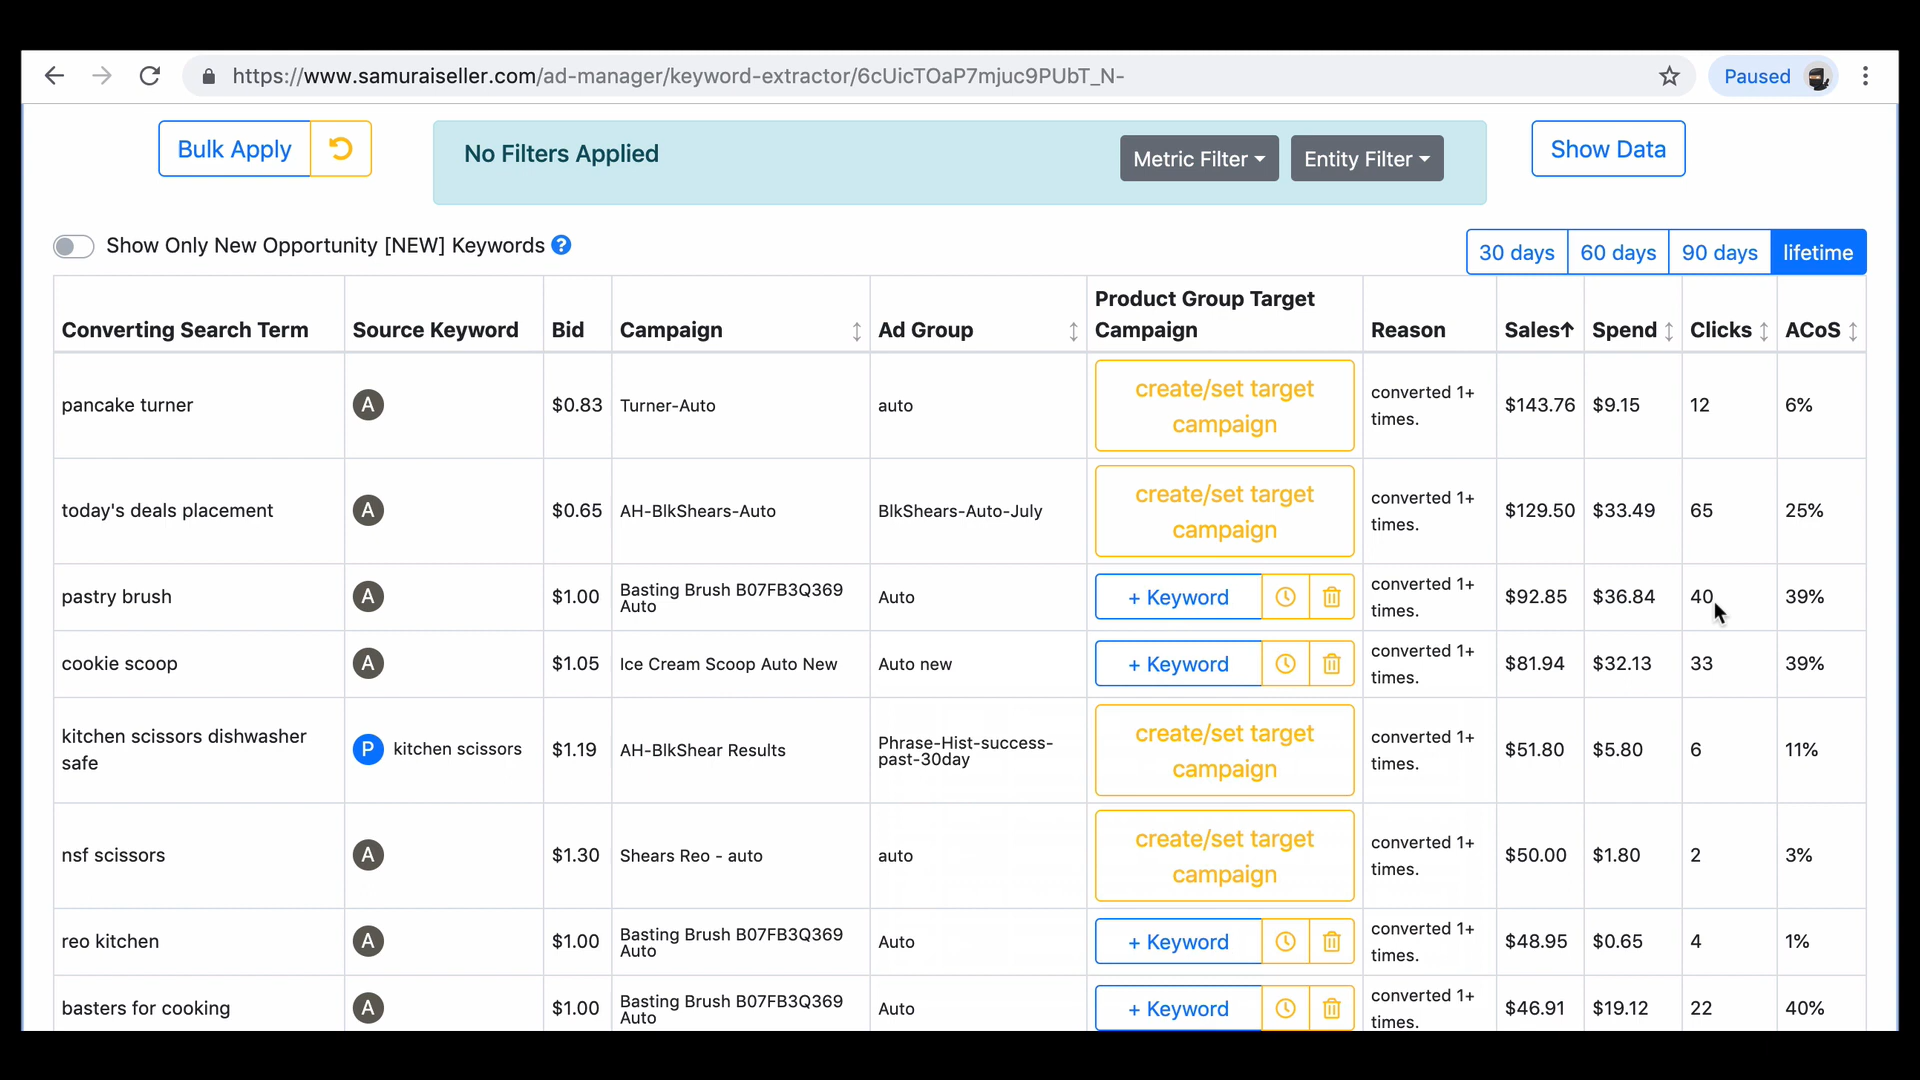 https://www.samuraiseller.com/ad-manager/keyword-extractor/6cUicTOaP7mjuc9PUbT_N-
Paused
Bulk Apply
No Filters Applied
Metric Filter
Entity Filter
Show Data
Show Only New Opportunity [NEW] Keywords ?
30 days 60 days 90 days lifetime
Converting Search Term Source Keyword Bid Campaign Ad Group Product Group Target Campaign Reason Sales↑ Spend Clicks ACoS
pancake turner A $0.83 Turner-Auto auto create/set target campaign converted 1+ times. $143.76 $9.15 12 6%
today's deals placement A $0.65 AH-BlkShears-Auto BlkShears-Auto-July create/set target campaign converted 1+ times. $129.50 $33.49 65 25%
pastry brush A $1.00 Basting Brush B07FB3Q369 Auto Auto + Keyword converted 1+ times. $92.85 $36.84 40 39%
cookie scoop A $1.05 Ice Cream Scoop Auto New Auto new + Keyword converted 1+ times. $81.94 $32.13 33 39%
kitchen scissors dishwasher safe P kitchen scissors $1.19 AH-BlkShear Results Phrase-Hist-success-past-30day create/set target campaign converted 1+ times. $51.80 $5.80 6 11%
nsf scissors A $1.30 Shears Reo - auto auto create/set target campaign converted 1+ times. $50.00 $1.80 2 3%
reo kitchen A $1.00 Basting Brush B07FB3Q369 Auto Auto + Keyword converted 1+ times. $48.95 $0.65 4 1%
basters for cooking A $1.00 Basting Brush B07FB3Q369 Auto Auto + Keyword converted 1+ times. $46.91 $19.12 22 40%